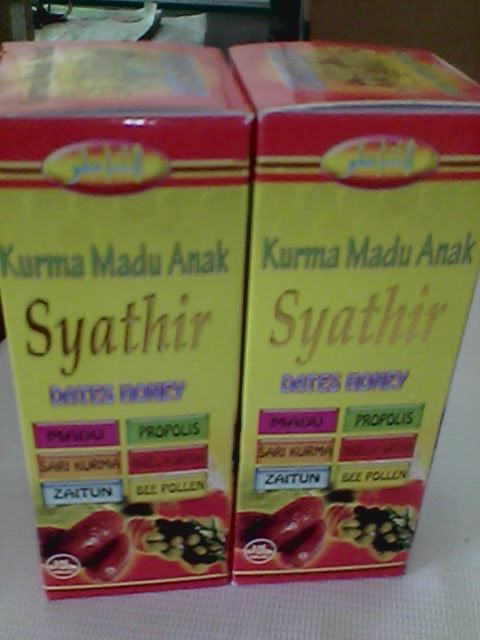 Kurma Madu Anak
Syathir
DATES HONEY
MADU
PROPOLIS
SARI KURMA
ZAITUN
BEE POLLEN
Kurma Madu Anak
Syathir
DATES HONEY
MADU
PROPOLIS
SARI KURMA
ZAITUN
BEE POLLEN